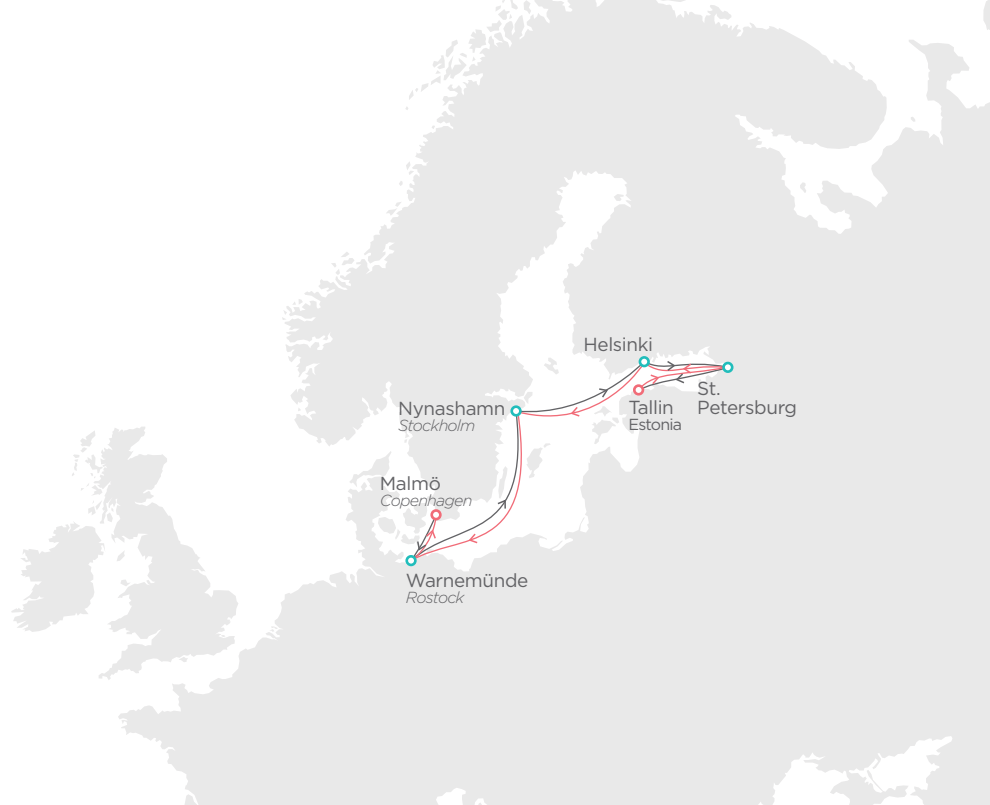 Helsinki
St.
Petersburg
Tallin
Estonia
Nynashamn
Stockholm
Malmö
Copenhagen
Warnemünde
Rostock